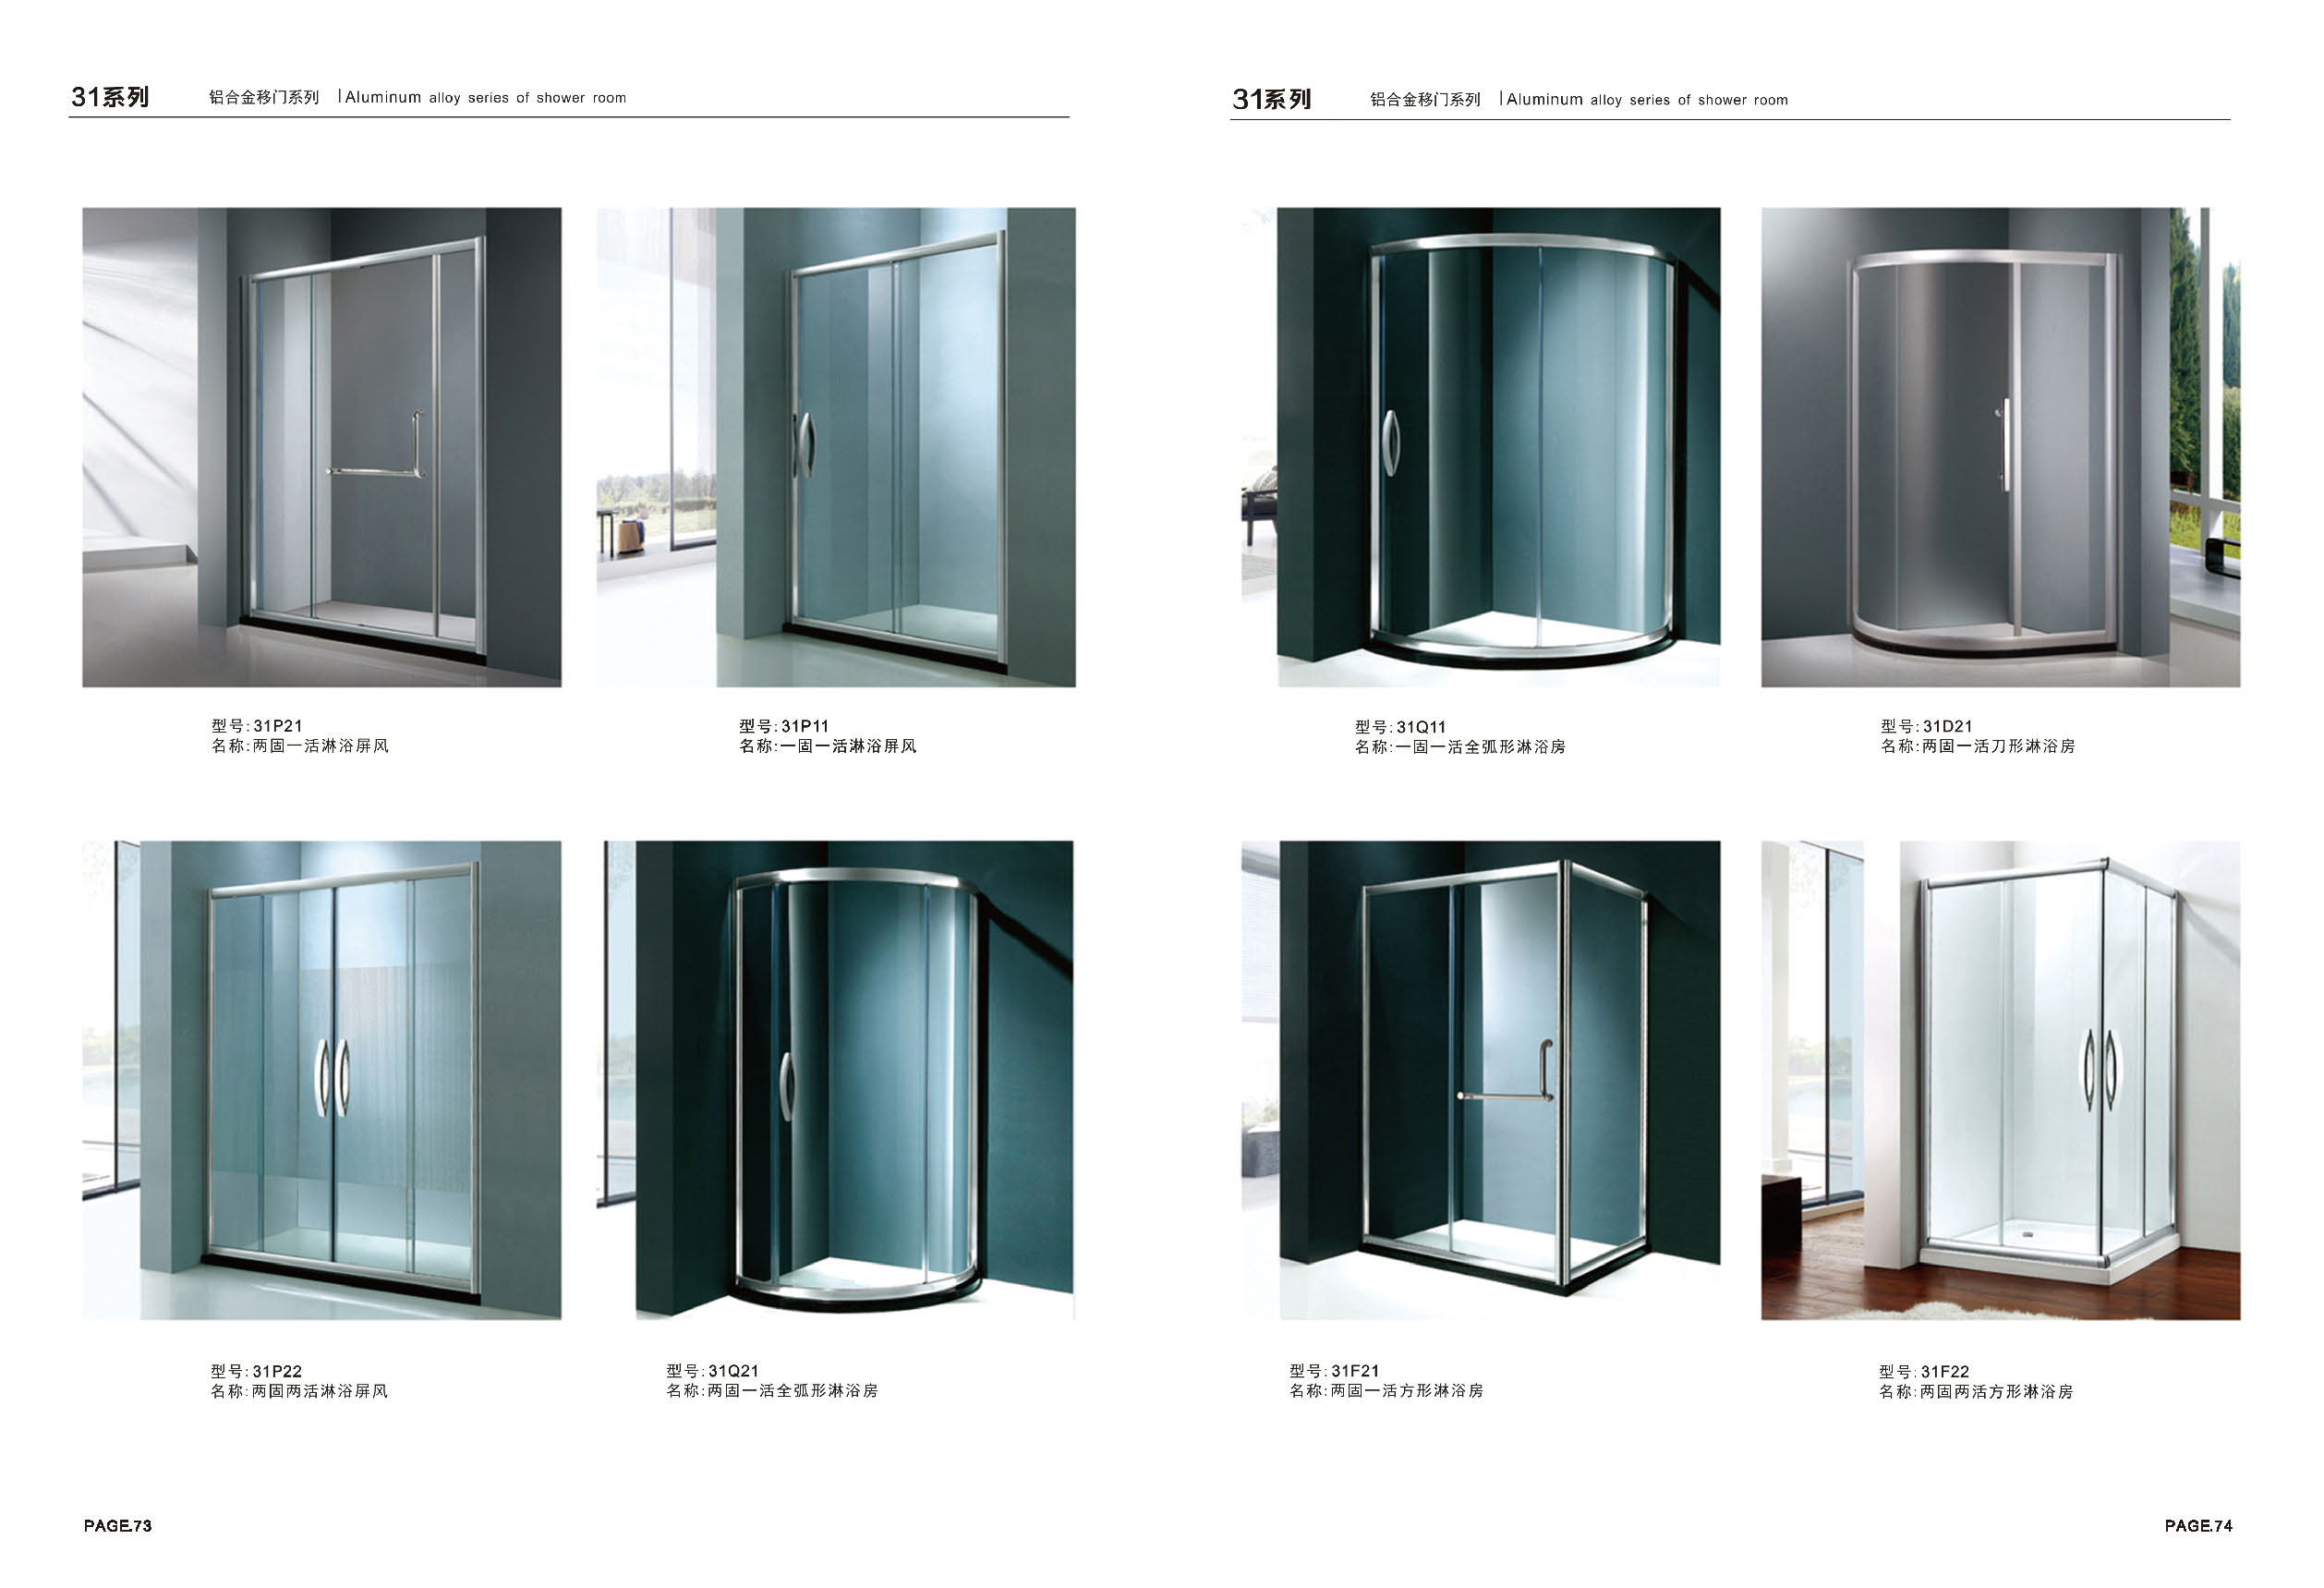 31系列 铝合金移门系列 | Aluminum alloy series of shower room
型号:31P21
名称:两固一活淋浴屏风
型号:31P11
名称:一固一活淋浴屏风
型号:31P22
名称:两固两活淋浴屏风
型号:31Q21
名称:两固一活全弧形淋浴房
PAGE.73
31系列 铝合金移门系列 | Aluminum alloy series of shower room
型号:31Q11
名称:一固一活全弧形淋浴房
型号:31D21
名称:两固一活刀形淋浴房
型号:31F21
名称:两固一活方形淋浴房
型号:31F22
名称:两固两活方形淋浴房
PAGE.74